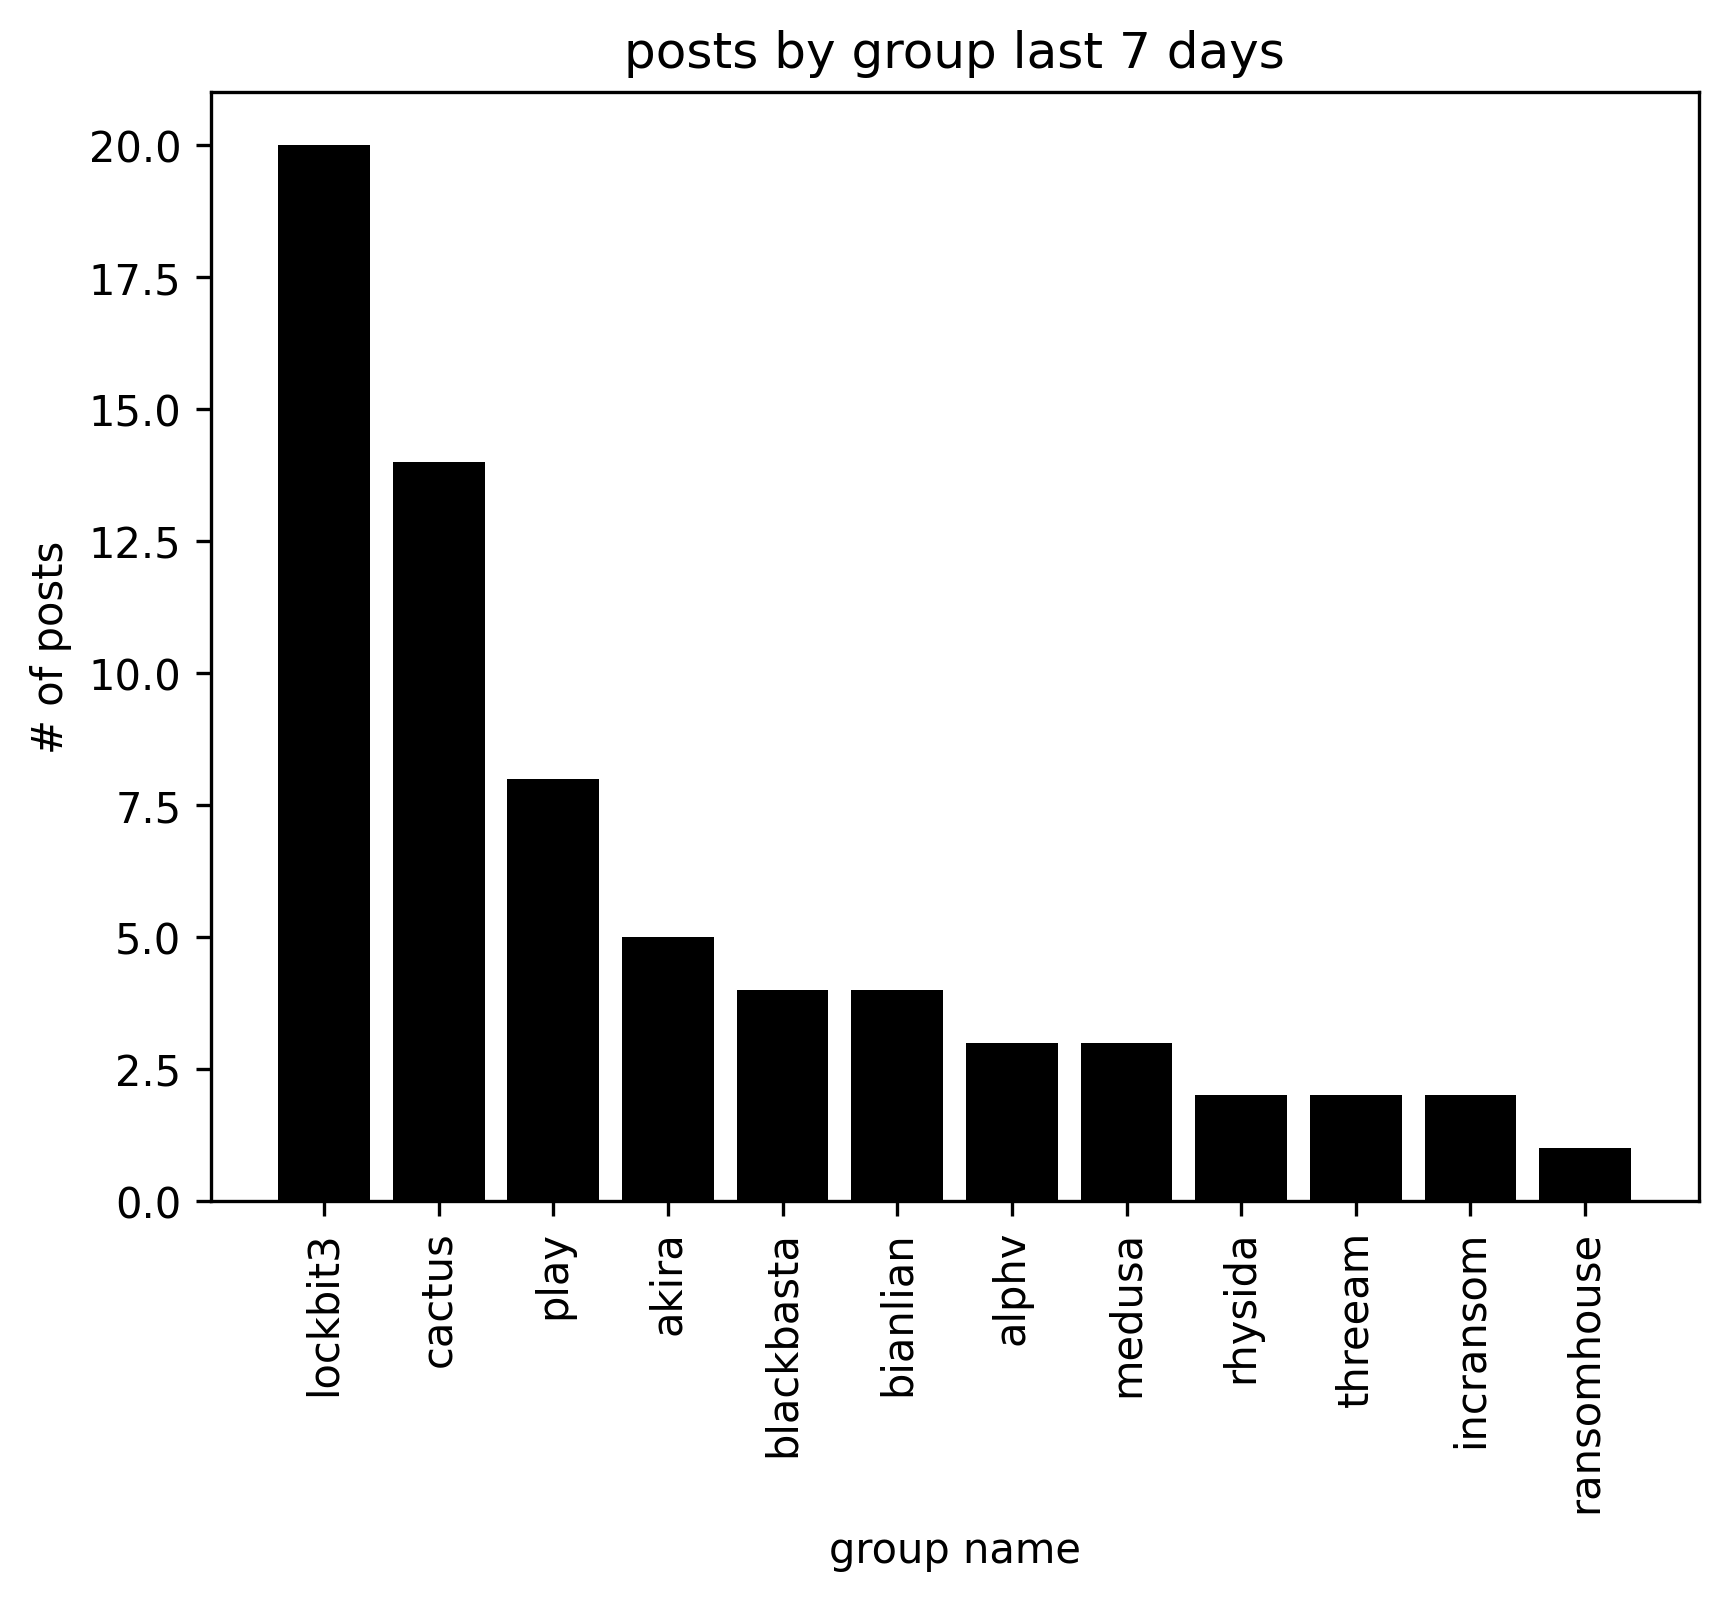 posts by group last 7 days
20.0
17.5
15.0
12.5
10.0
7.5
5.0
2.5
0.0
# of posts
lockbit3
cactus
play
akira
blackbasta
bianlian
alphv
medusa
rhysida
threeam
incransom
ransomhouse
group name